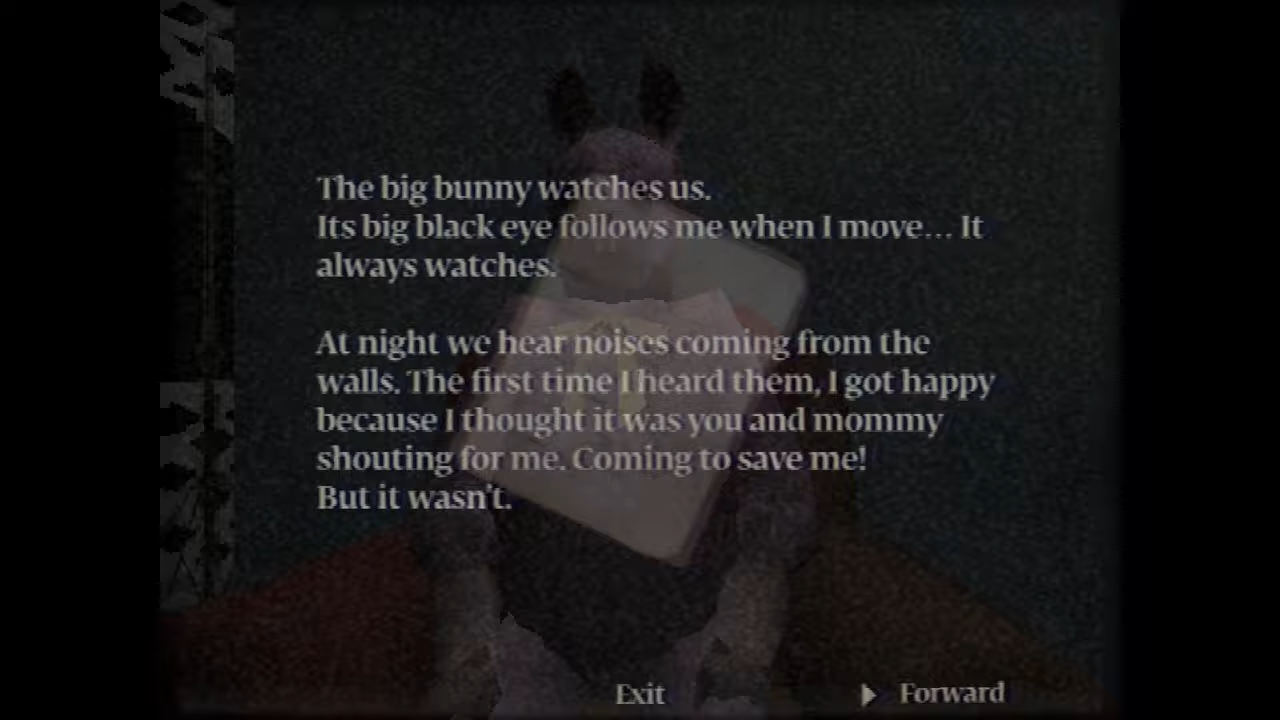 The big bunny watches us.
Its big black eye follows me when I move... It
always watches.
At night we hear noises coming from the
walls. The first time I heard them, I got happy
because I thought it was you and mommy
shouting for me. Coming to save me!
But it wasn't.
Exit
Forward